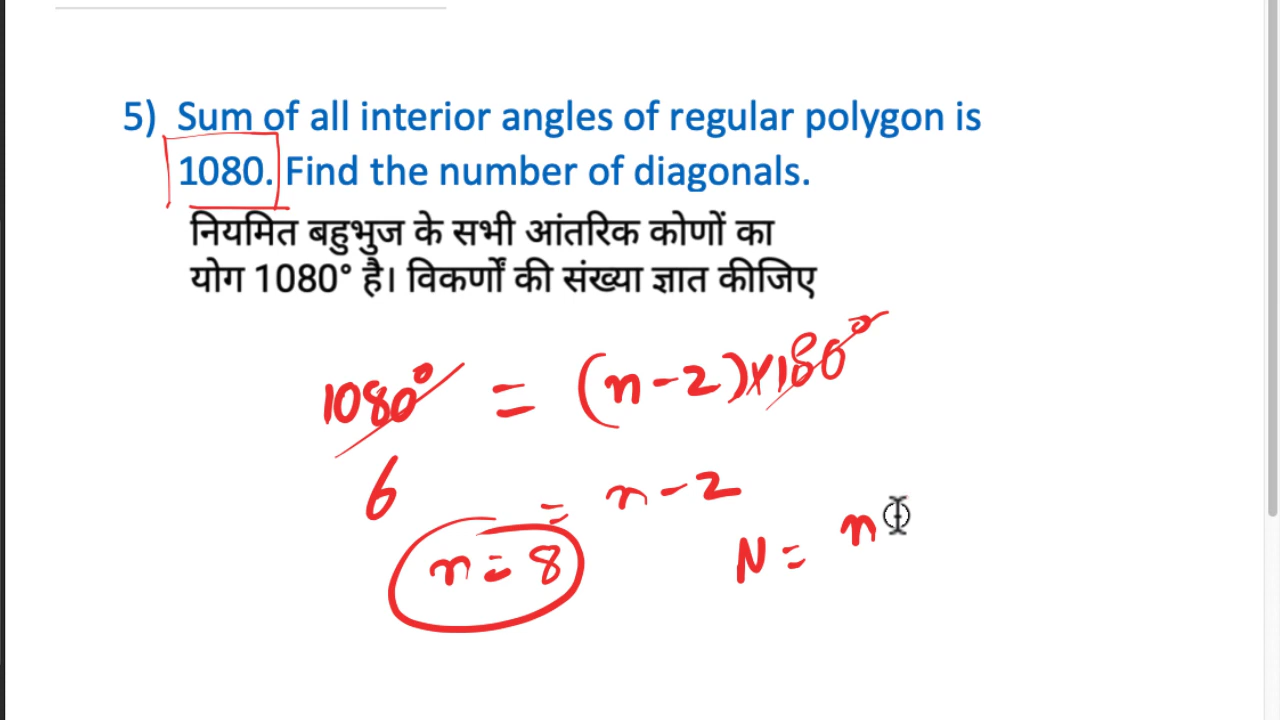 5) Sum of all interior angles of regular polygon is
1080. Find the number of diagonals.
नियमित बहुभुज के सभी आंतरिक कोणों का
योग 1080° है। विकर्णों की संख्या ज्ञात कीजिए
1080° = (n-2)×180°
6 = n-2
n = 8
N = n